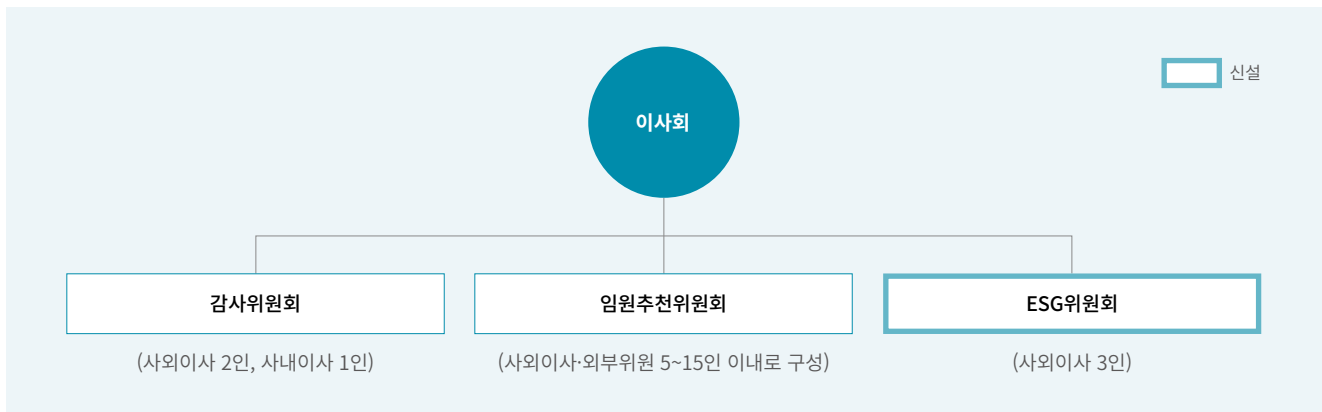 신설
이사회
감사위원회
임원추천위원회
ESG위원회
(사외이사 2인, 사내이사 1인)
(사외이사·외부위원 5~15인 이내로 구성)
(사외이사 3인)